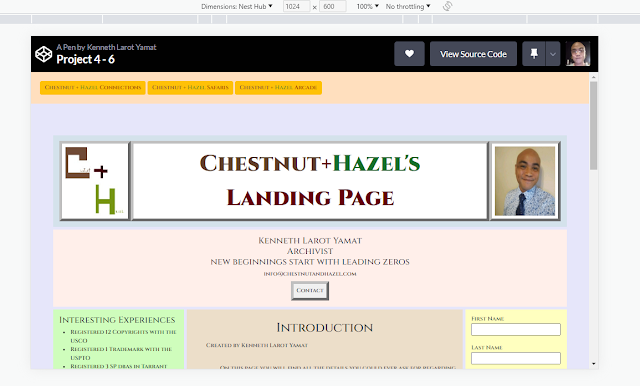 Dimensions: Nest Hub 1024 x 600 100% No throttling
A Pen by Kenneth Larot Yamat
Project 4 - 6
View Source Code
Chestnut + Hazel Connections Chestnut + Hazel Safaris Chestnut + Hazel Arcade
C + H
Chestnut+Hazel's
Landing Page
Kenneth Larot Yamat
Archivist
new beginnings start with leading zeros
info@chestnutandhazel.com
Contact
Interesting Experiences
Registered 12 Copyrights with the
USCO
Registered 1 Trademark with the
USPTO
Registered 3 SP DBAs in Tarrant
Introduction
Created by Kenneth Larot Yamat
On this page you will find all the details you could ever ask for regarding
First Name
Last Name